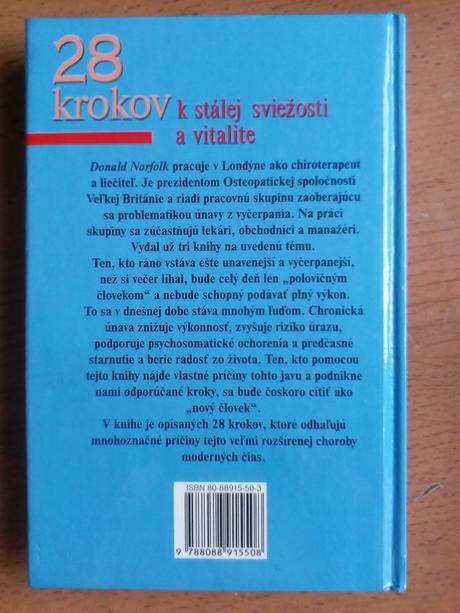 28
krokov k stálej sviežosti
a vitalite
Donald Norfolk pracuje v Londýne ako chiroterapeut
a liečiteľ. Je prezidentom Osteopatickej spoločnosti
Veľkej Británie a riadi pracovnú skupinu zaoberajúcu
sa problematikou únavy z vyčerpania. Na práci
skupiny sa zúčastňujú lekári, obchodníci a manažéri.
Vydal už tri knihy na uvedenú tému.
Ten, kto ráno vstáva ešte unavenejší a vyčerpanejší,
než si večer líhal, bude celý deň len „polovičným
človekom“ a nebude schopný podávať plný výkon.
To sa v dnešnej dobe stáva mnohým ľuďom. Chronická
únava znižuje výkonnosť, zvyšuje riziko úrazu,
podporuje psychosomatické ochorenia a predčasné
starnutie a berie radosť zo života. Ten, kto pomocou
tejto knihy nájde vlastné príčiny tohto javu a podnikne
nami odporúčané kroky, sa bude čoskoro cítiť ako
„nový človek“.
V knihe je opísaných 28 krokov, ktoré odhaľujú
mnohoznačné príčiny tejto veľmi rozšírenej choroby
moderných čias.
ISBN 80-88915-50-3
9 788088 915508